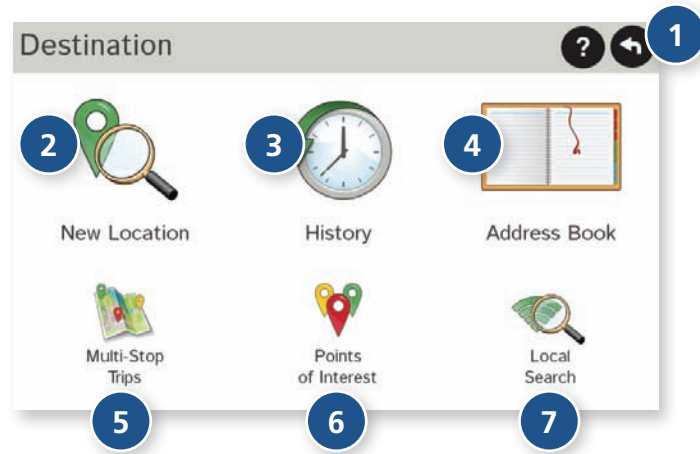 Destination
?
1
2
3
4
New Location
History
Address Book
Multi-Stop
Trips
Points
of Interest
Local
Search
5
6
7